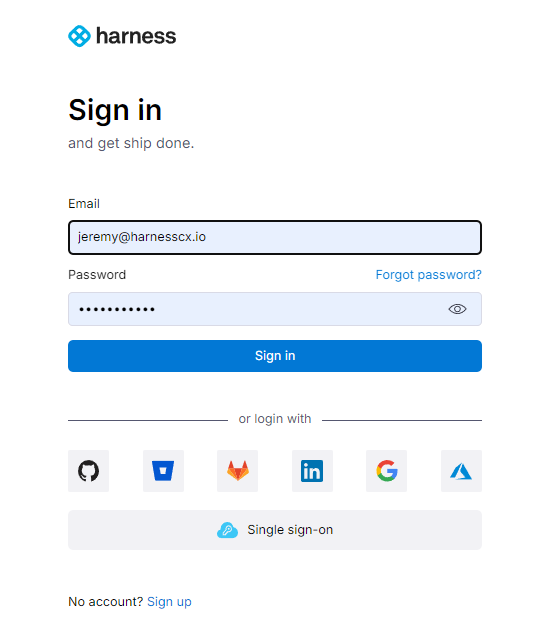 harness
Sign in
and get ship done.
Email
jeremy@harnesscx.io
Password Forgot password?
•••••••••••
Sign in
or login with
in
G
Single sign-on
No account? Sign up